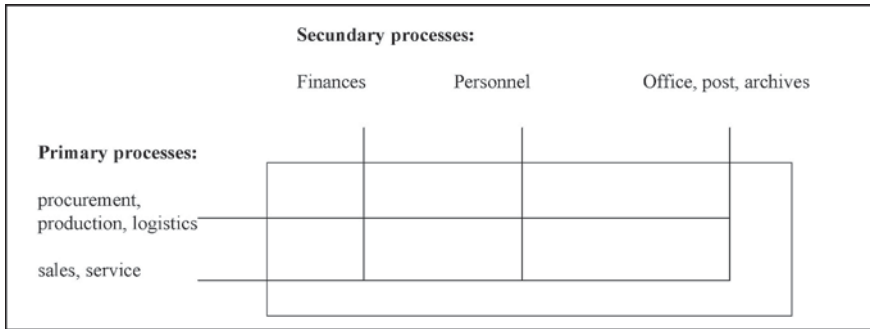 Secundary processes:
Finances Personnel Office, post, archives
Primary processes:
procurement,
production, logistics
sales, service